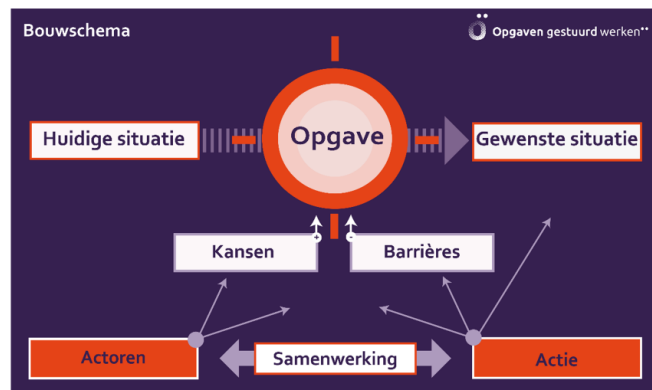 Bouwschema
Opgaven gestuurd werken¨
Huidige situatie
Opgave
Gewenste situatie
+
-
Kansen
Barrières
Actoren
Samenwerking
Actie